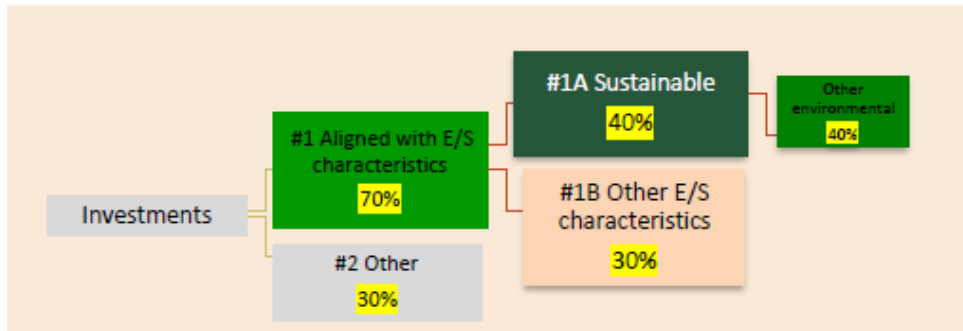 Investments
#1 Aligned with E/S
characteristics
70%
#2 Other
30%
#1A Sustainable
40%
#1B Other E/S
characteristics
30%
Other
environmental
40%